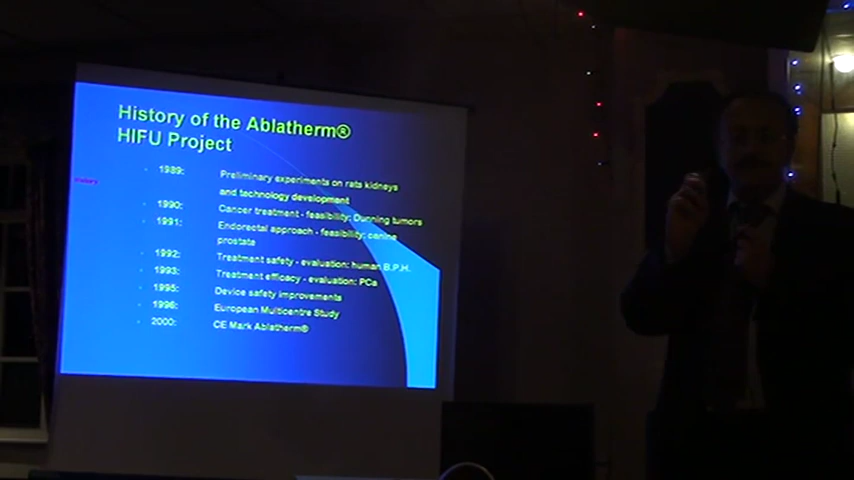 History of the Ablatherm®
HIFU Project
history
1989: Preliminary experiments on rats kidneys
and technology development
1990: Cancer treatment - feasibility; Dunning tumors
1991: Endorectal approach - feasibility; canine
prostate
1992: Treatment safety - evaluation: human B.P.H.
1993: Treatment efficacy - evaluation: PCa
1995: Device safety improvements
1996: European Multicentre Study
2000: CE Mark Ablatherm®